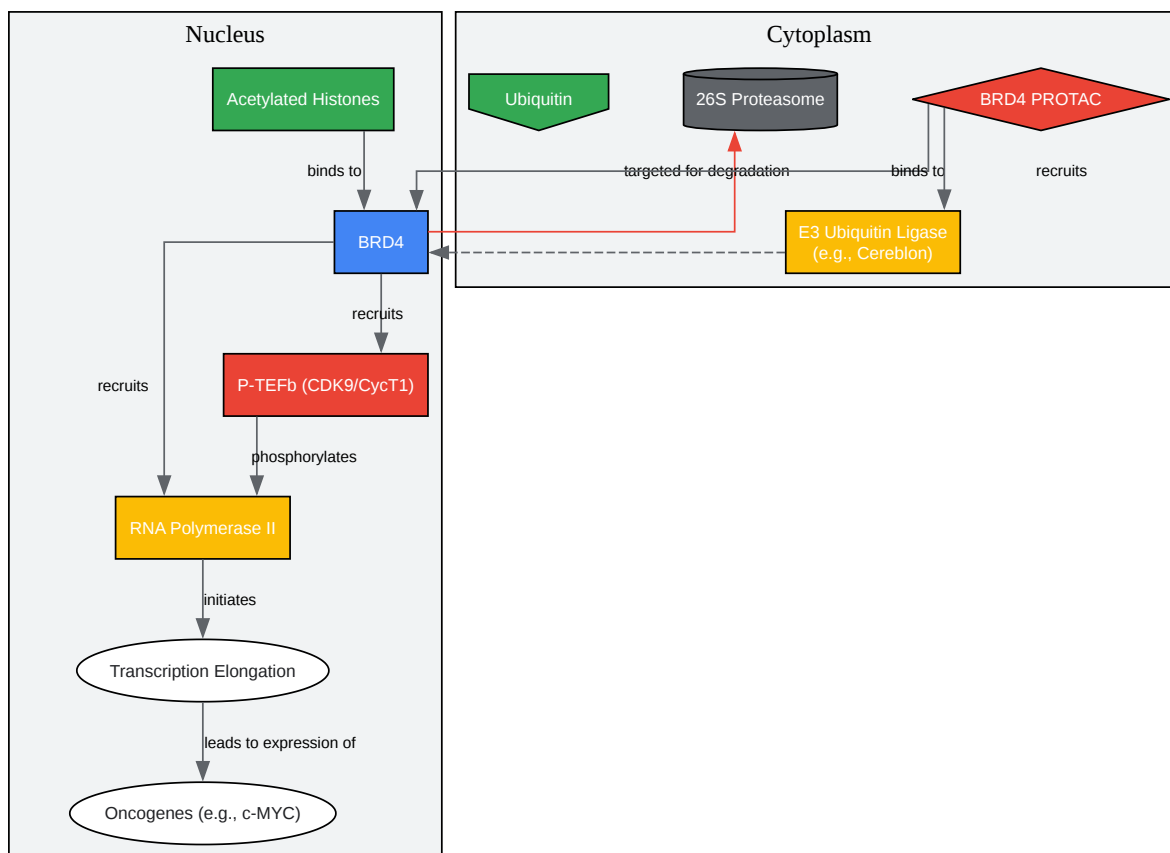 Nucleus
Cytoplasm
Acetylated Histones
Ubiquitin
26S Proteasome
BRD4 PROTAC
binds to
targeted for degradation
binds to
recruits
BRD4
E3 Ubiquitin Ligase
(e.g., Cereblon)
recruits
recruits
P-TEFb (CDK9/CycT1)
phosphorylates
RNA Polymerase II
initiates
Transcription Elongation
leads to expression of
Oncogenes (e.g., c-MYC)